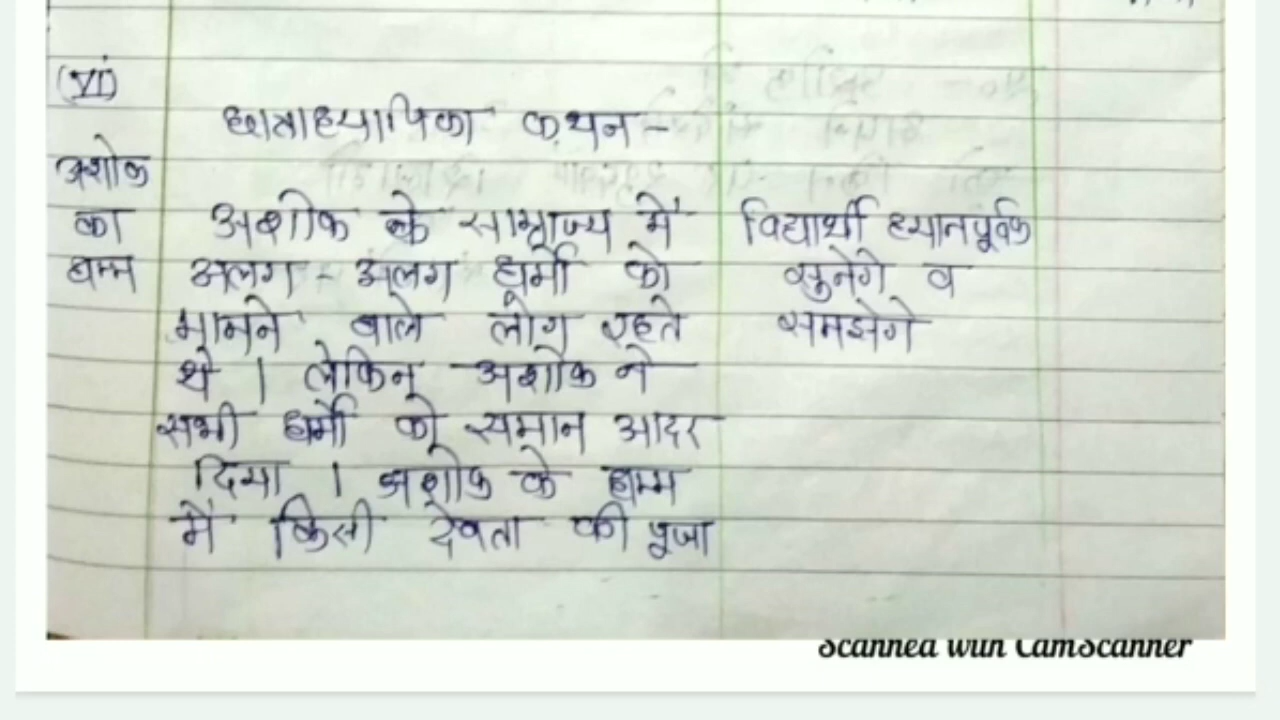 (VI)
छात्राध्यापिका कथन -
अशोक
का
धम्म
अशोक के साम्राज्य में
अलग - अलग धर्मों को
मानने वाले लोग रहते
थे । लेकिन अशोक ने
सभी धर्मों को समान आदर
दिया । अशोक के धम्म
में किसी देवता की पूजा
विद्यार्थी ध्यानपूर्वक
सुनेगे व
समझेगे
Scanned with CamScanner